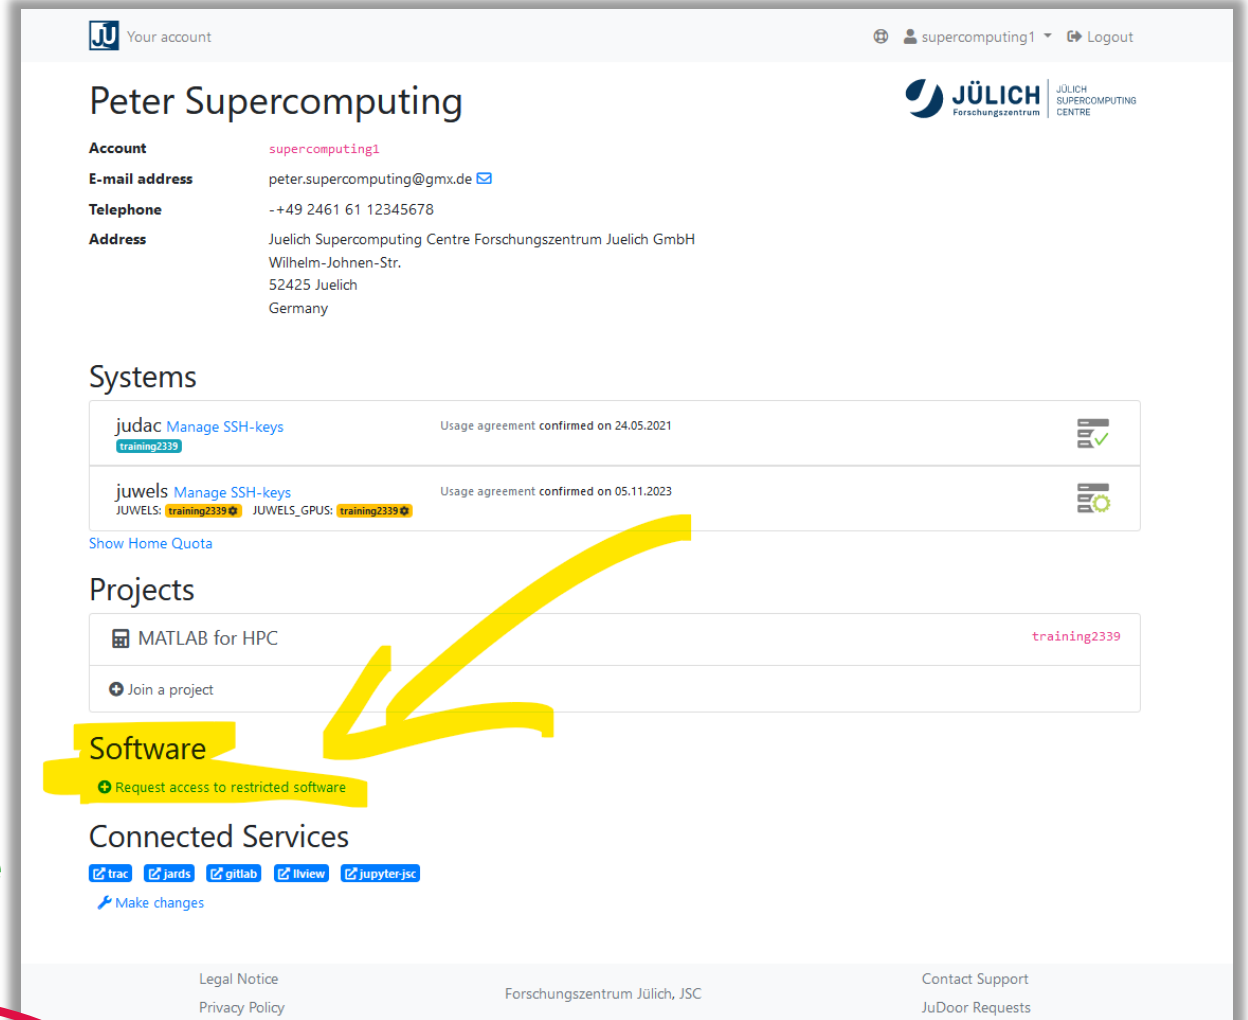 JU Your account
supercomputing1 Logout
Peter Supercomputing
JÜLICH
Forschungszentrum
JÜLICH
SUPERCOMPUTING
CENTRE
Account supercomputing1
E-mail address peter.supercomputing@gmx.de
Telephone -+49 2461 61 12345678
Address Juelich Supercomputing Centre Forschungszentrum Juelich GmbH
Wilhelm-Johnen-Str.
52425 Juelich
Germany
Systems
judac Manage SSH-keys Usage agreement confirmed on 24.05.2021
training2339
juwels Manage SSH-keys Usage agreement confirmed on 05.11.2023
JUWELS: training2339 JUWELS_GPUS: training2339
Show Home Quota
Projects
MATLAB for HPC training2339
Join a project
Software
Request access to restricted software
Connected Services
trac jards gitlab llview jupyter-jsc
Make changes
Legal Notice
Privacy Policy
Forschungszentrum Jülich, JSC
Contact Support
JuDoor Requests